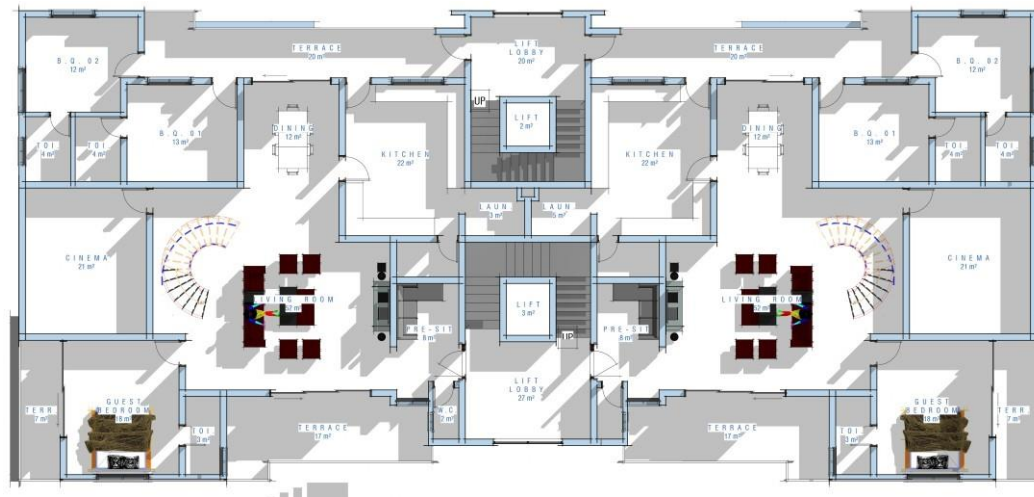 TERRACE
20 m²
LIFT
LOBBY
20 m²
TERRACE
20 m²
B.Q. 02
12 m²
B.Q. 02
12 m²
UP
LIFT
2 m²
DINING
12 m²
DINING
12 m²
B.Q. 01
13 m²
B.Q. 01
13 m²
TOI
4 m²
TOI
4 m²
KITCHEN
22 m²
KITCHEN
22 m²
TOI
4 m²
TOI
4 m²
LAUN
3 m²
LAUN
5 m²
CINEMA
21 m²
CINEMA
21 m²
LIVING ROOM
LIVING ROOM
52 m²
LIFT
3 m²
PRE-SIT
8 m²
PRE-SIT
8 m²
UP
LIFT
LOBBY
27 m²
TERR
7 m²
GUEST
BEDROOM
18 m²
TOI
3 m²
TERRACE
17 m²
W.C
2 m²
TERRACE
17 m²
TOI
3 m²
GUEST
BEDROOM
18 m²
TERR
7 m²